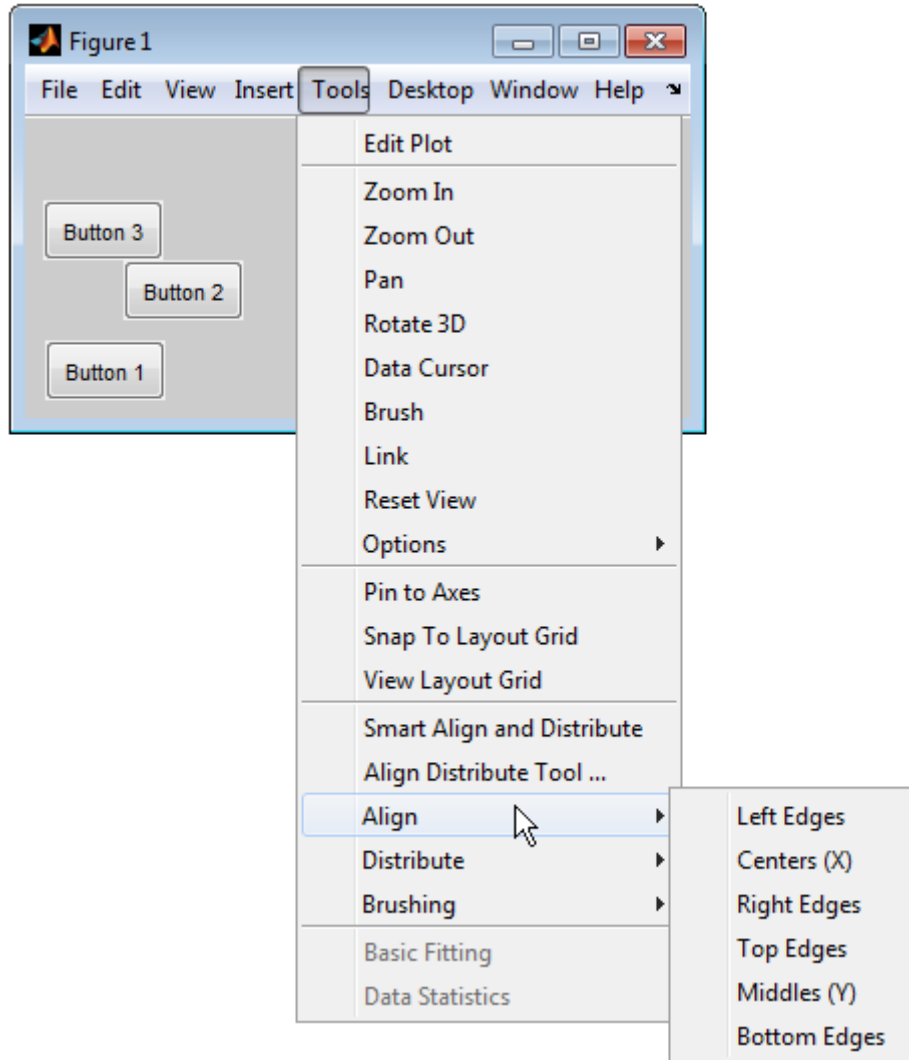 Figure 1
File Edit View Insert Tools Desktop Window Help
Button 3
Button 2
Button 1
Edit Plot
Zoom In
Zoom Out
Pan
Rotate 3D
Data Cursor
Brush
Link
Reset View
Options
Pin to Axes
Snap To Layout Grid
View Layout Grid
Smart Align and Distribute
Align Distribute Tool ...
Align
Distribute
Brushing
Basic Fitting
Data Statistics
Left Edges
Centers (X)
Right Edges
Top Edges
Middles (Y)
Bottom Edges